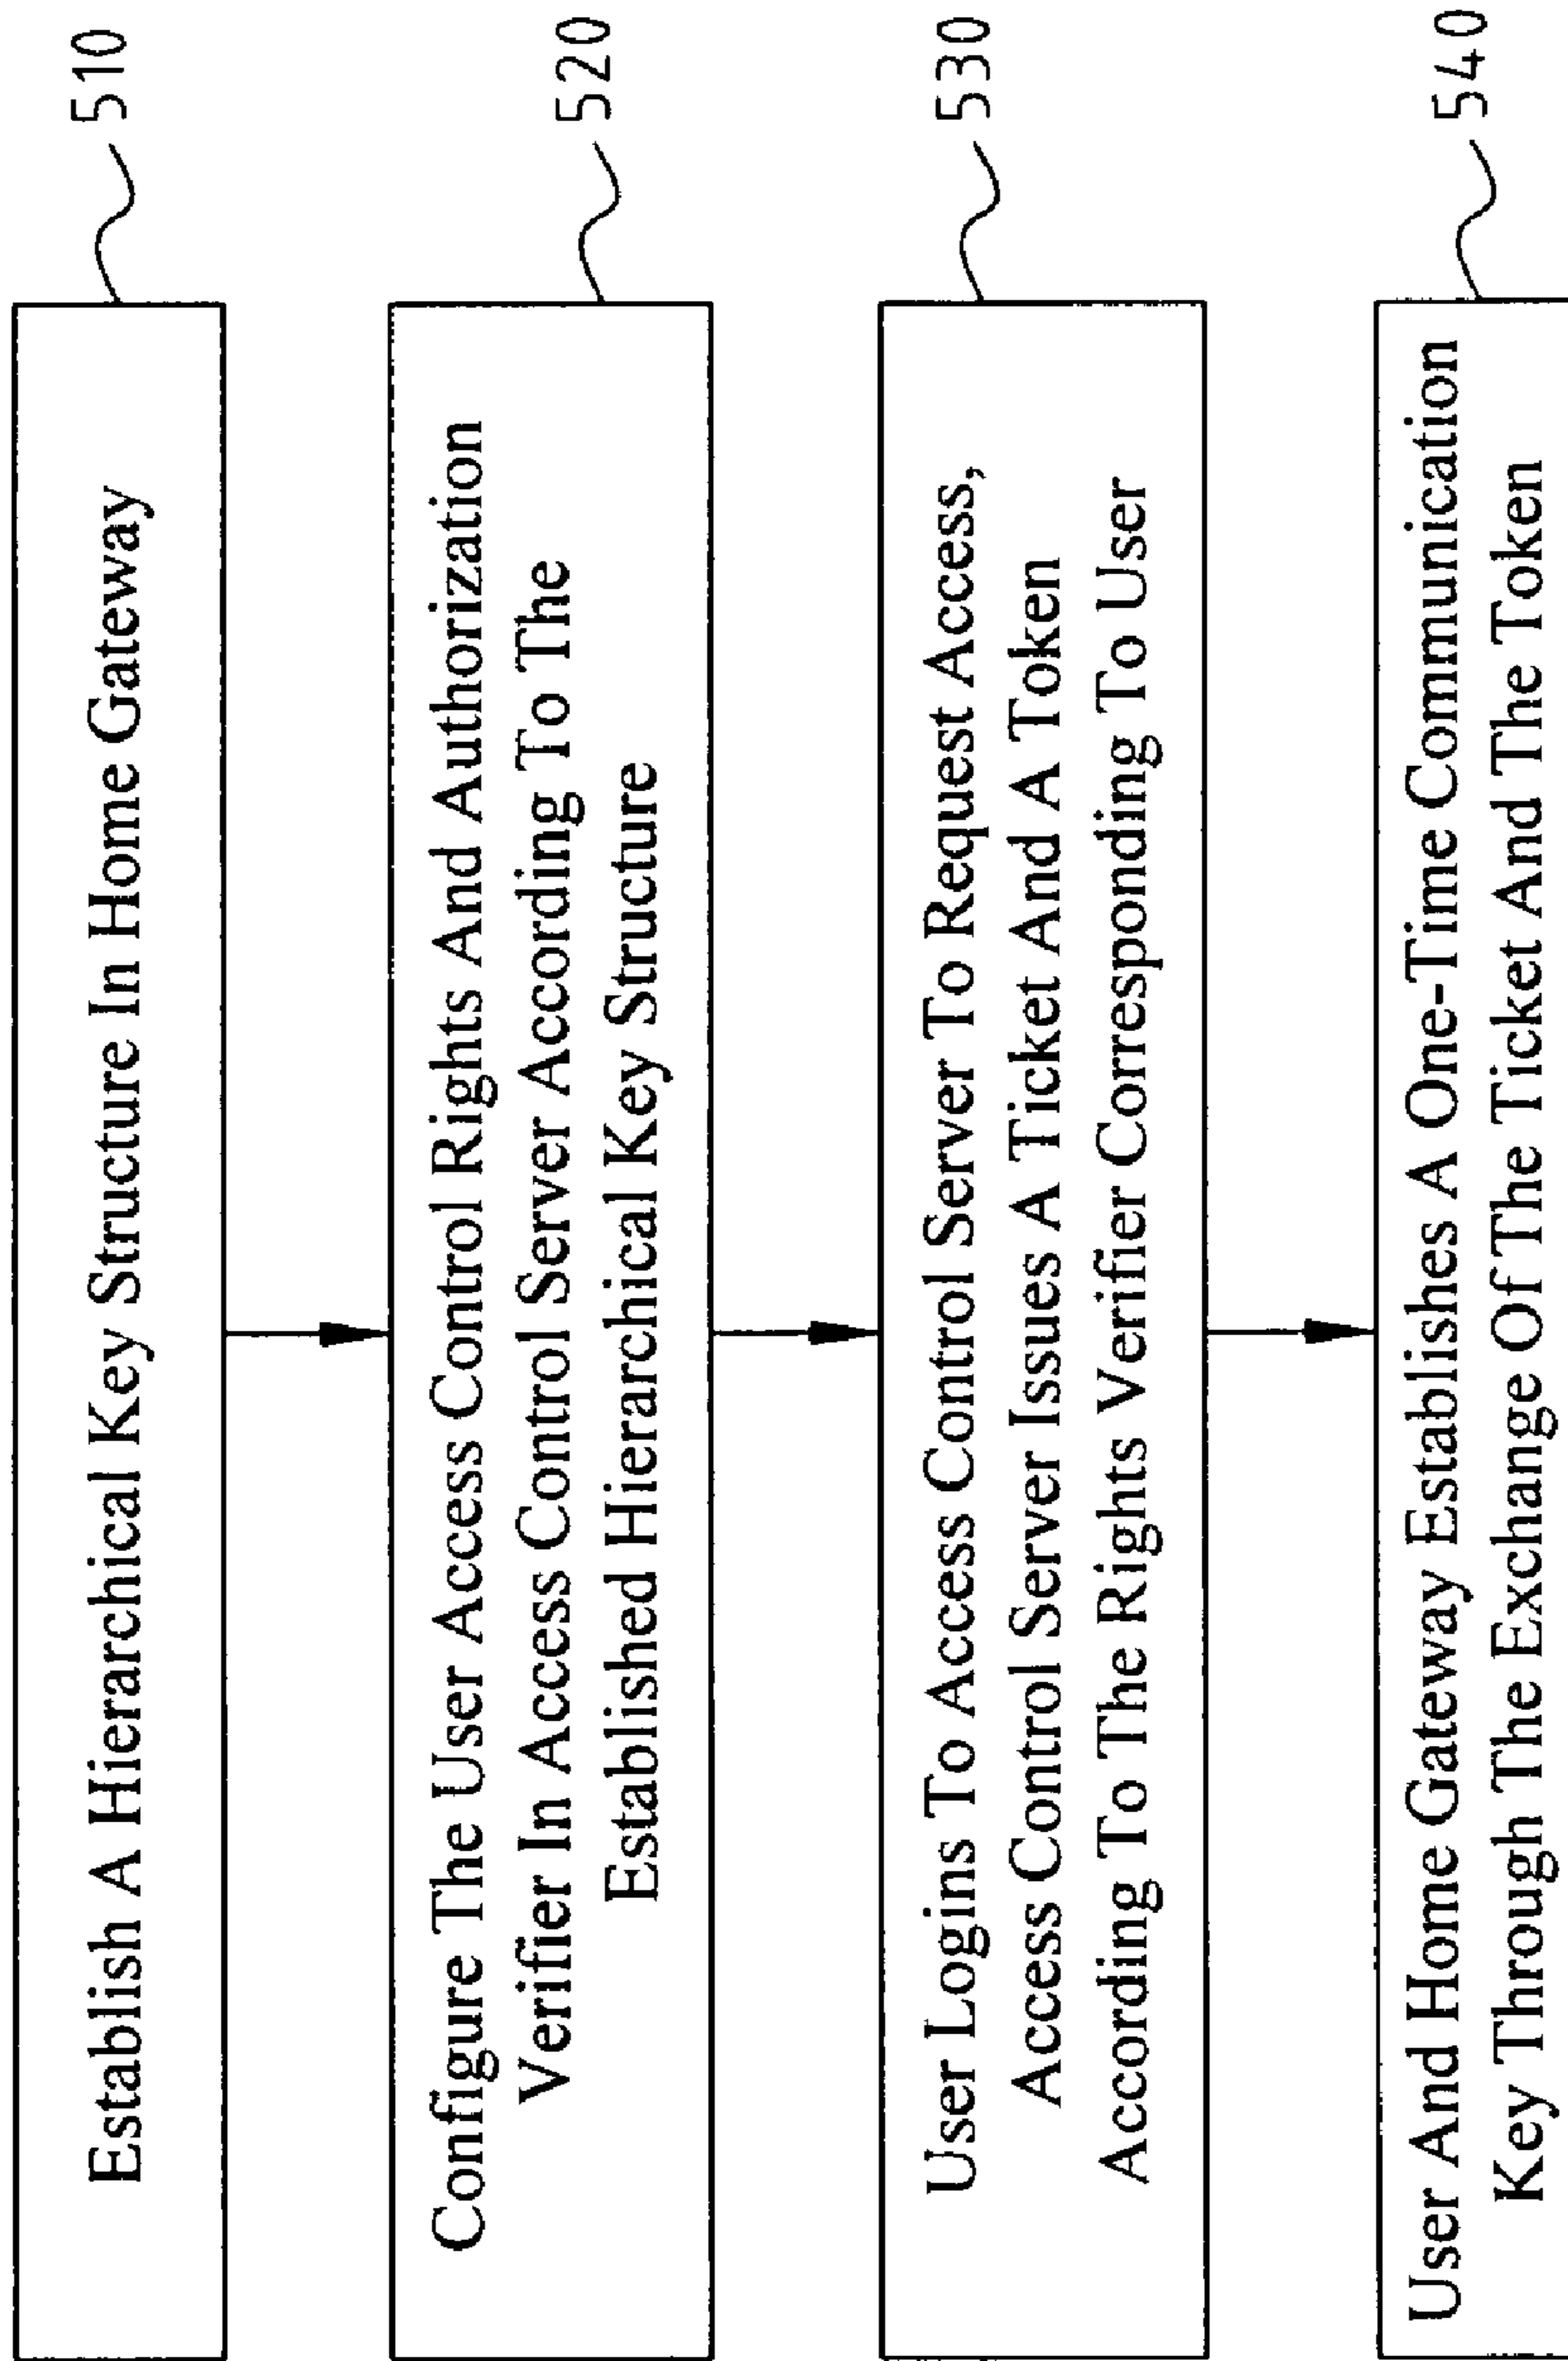 Establish A Hierarchical Key Structure In Home Gateway
510
Configure The User Access Control Rights And Authorization
Verifier In Access Control Server According To The
Established Hierarchical Key Structure
520
User Logins To Access Control Server To Request Access,
Access Control Server Issues A Ticket And A Token
According To The Rights Verifier Corresponding To User
530
User And Home Gateway Establishes A One-Time Communication
Key Through The Exchange Of The Ticket And The Token
540